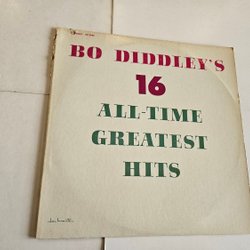 BO DIDDLEY'S
16
ALL-TIME
GREATEST
HITS